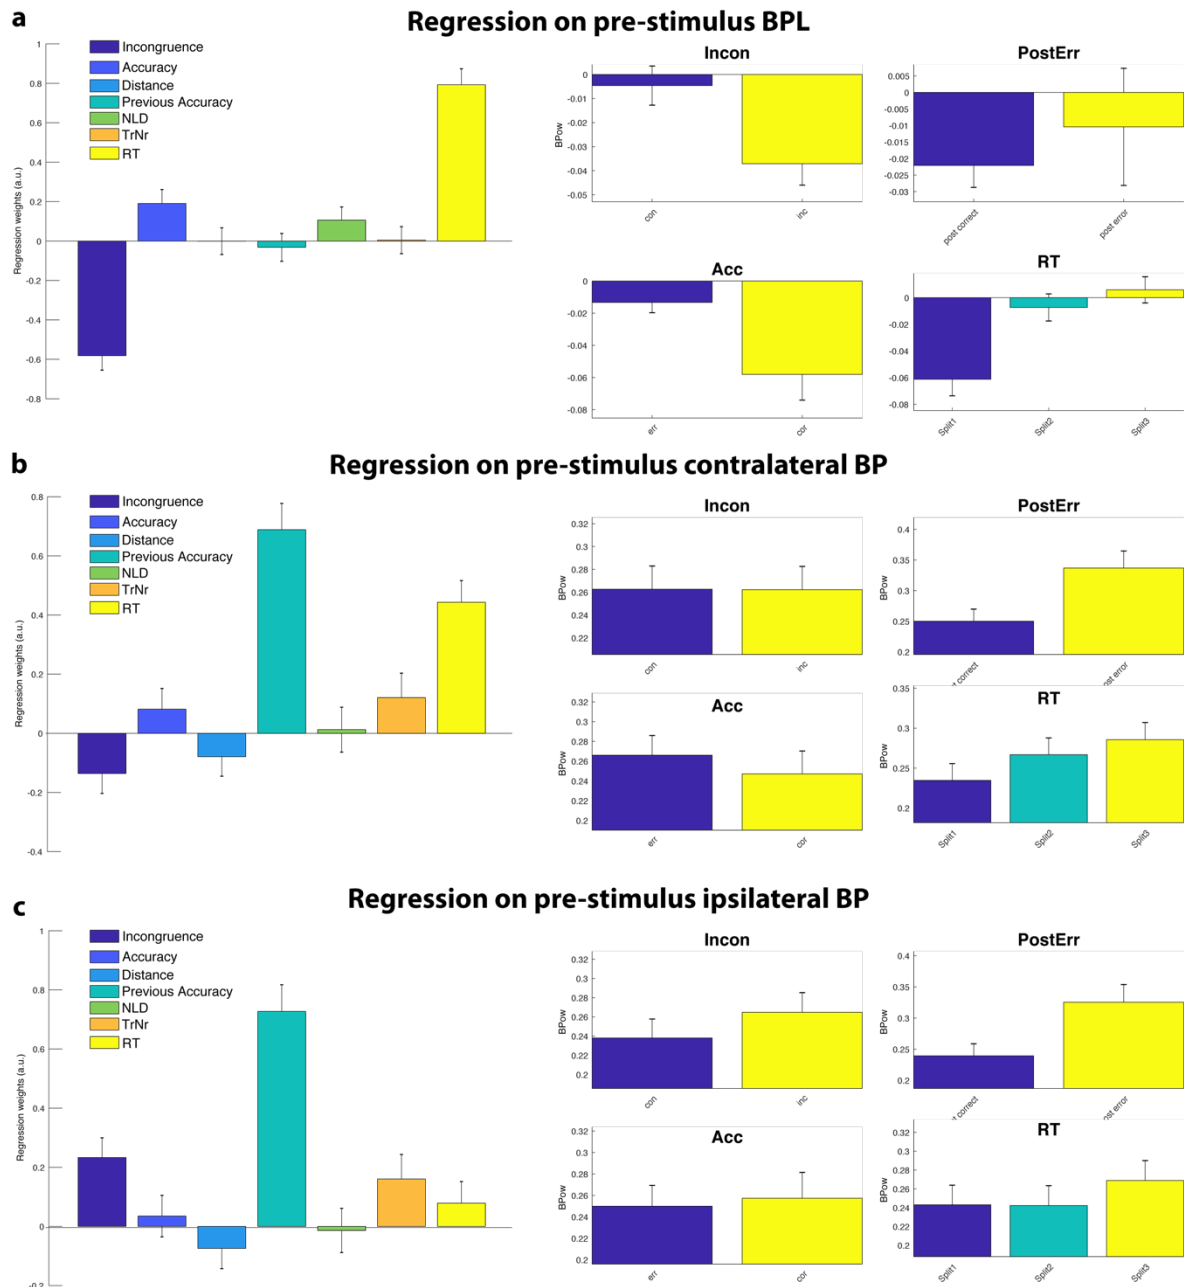 a
Regression on pre-stimulus BPL
Incongruence
Accuracy
Distance
Previous Accuracy
NLD
TrNr
RT
Regression weights (a.u.)
1
0.8
0.6
0.4
0.2
0
-0.2
-0.4
-0.6
-0.8
Incon
BPow
0
-0.01
-0.02
-0.03
-0.04
-0.05
con
inc
PostErr
0.005
0
-0.005
-0.01
-0.015
-0.02
-0.025
-0.03
post correct
post error
Acc
0
-0.02
-0.04
-0.06
-0.08
err
cor
RT
0
-0.02
-0.04
-0.06
-0.08
Split1
Split2
Split3
b
Regression on pre-stimulus contralateral BP
Incongruence
Accuracy
Distance
Previous Accuracy
NLD
TrNr
RT
Regression weights (a.u.)
0.8
0.6
0.4
0.2
0
-0.2
-0.4
Incon
BPow
0.32
0.3
0.28
0.26
0.24
0.22
con
inc
PostErr
BPow
0.4
0.35
0.3
0.25
0.2
correct
ost error
Acc
BPow
0.32
0.3
0.28
0.26
0.24
0.22
0.2
err
cor
RT
0.35
0.3
0.25
0.2
Split1
Split2
Split3
c
Regression on pre-stimulus ipsilateral BP
Incongruence
Accuracy
Distance
Previous Accuracy
NLD
TrNr
RT
Regression weights (a.u.)
1
0.8
0.6
0.4
0.2
0
-0.2
Incon
BPow
0.32
0.3
0.28
0.26
0.24
0.22
0.2
con
inc
PostErr
BPow
0.4
0.35
0.3
0.25
0.2
correct
ost error
Acc
BPow
0.32
0.3
0.28
0.26
0.24
0.22
0.2
err
cor
RT
0.32
0.3
0.28
0.26
0.24
0.22
0.2
Split1
Split2
Split3